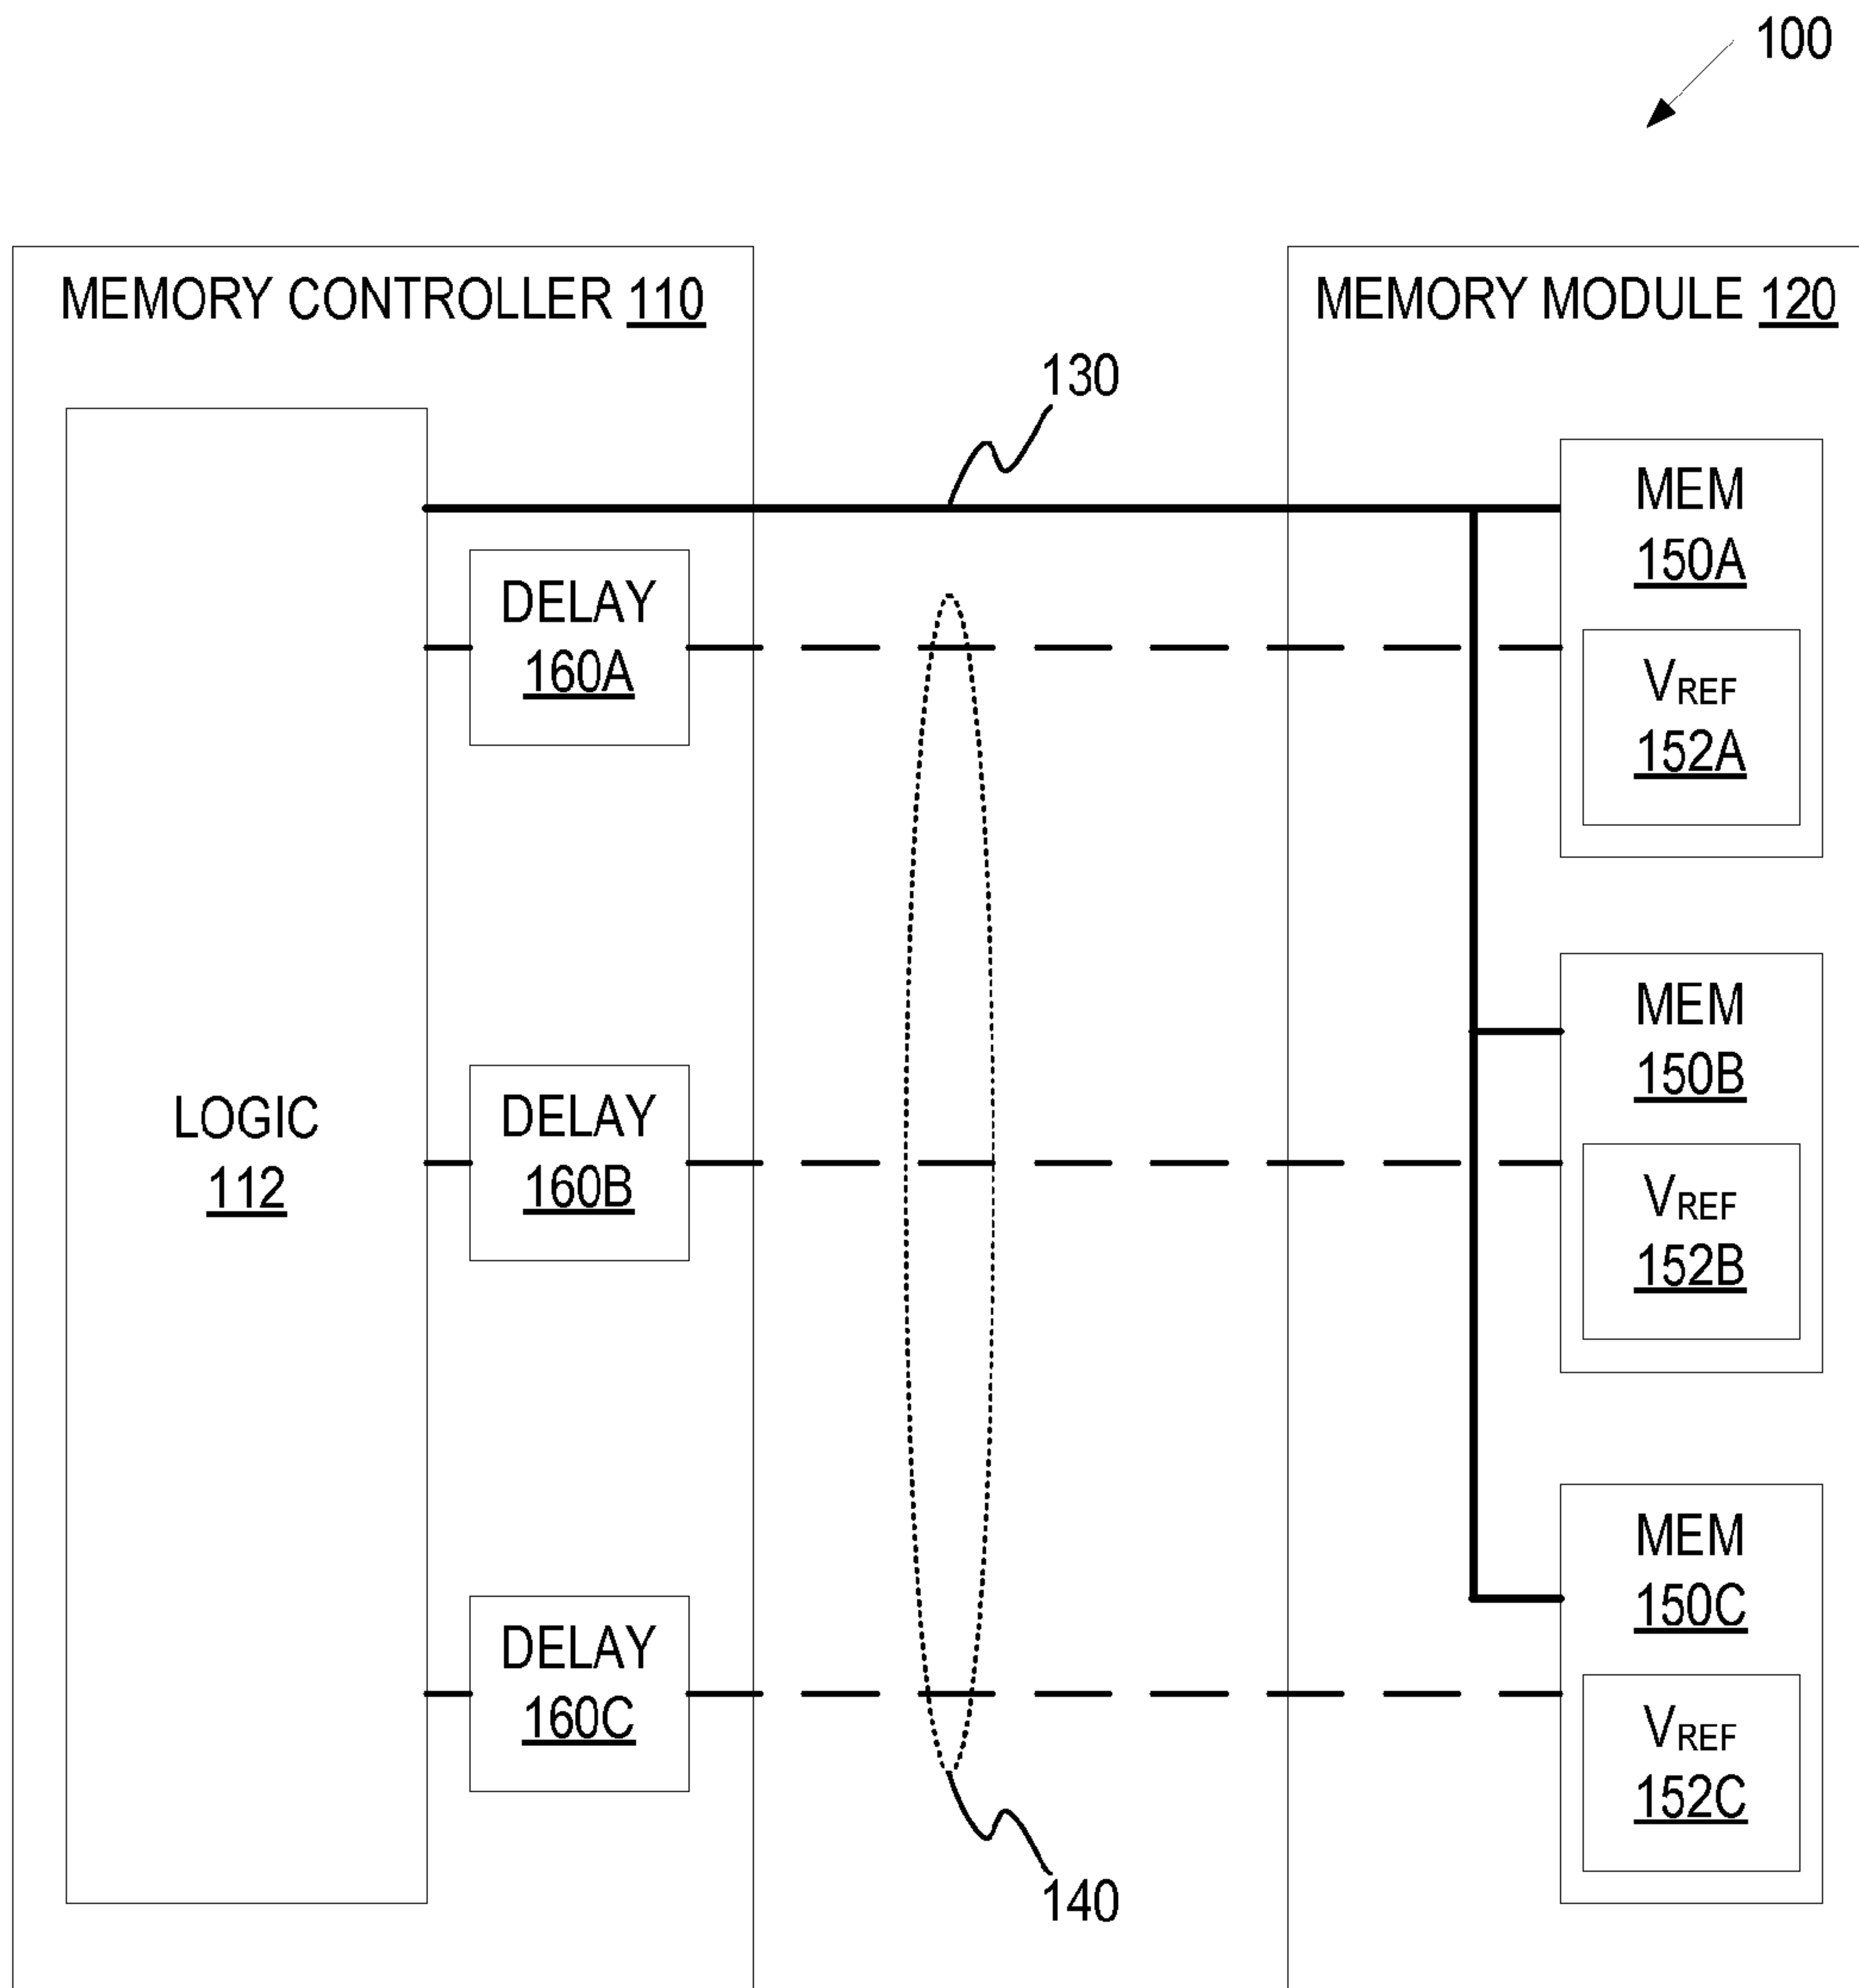 100
MEMORY CONTROLLER 110
MEMORY MODULE 120
130
MEM
150A
DELAY
160A
VREF
152A
MEM
150B
LOGIC
112
DELAY
160B
VREF
152B
MEM
150C
DELAY
160C
VREF
152C
140